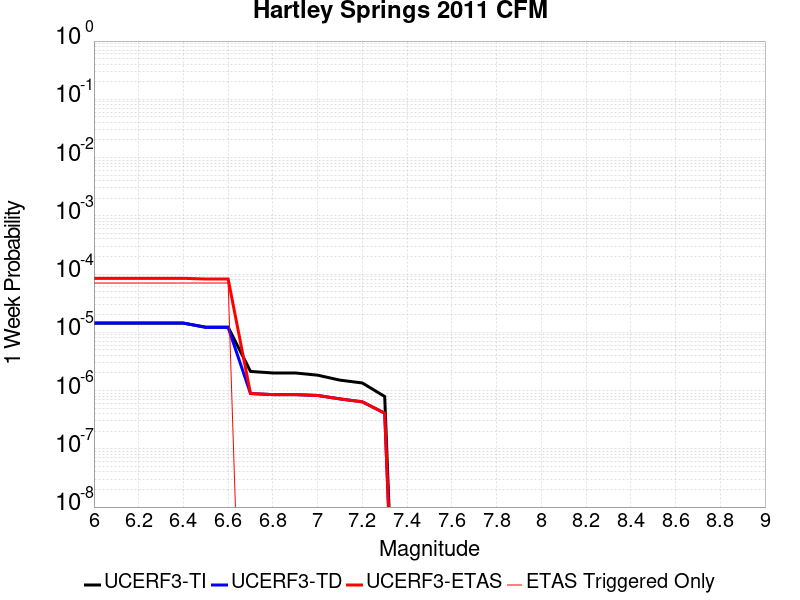 Hartley Springs 2011 CFM
10^0
10^-1
10^-2
10^-3
10^-4
10^-5
10^-6
10^-7
10^-8
1 Week Probability
6 6.2 6.4 6.6 6.8 7 7.2 7.4 7.6 7.8 8 8.2 8.4 8.6 8.8 9
Magnitude
UCERF3-TI UCERF3-TD UCERF3-ETAS ETAS Triggered Only